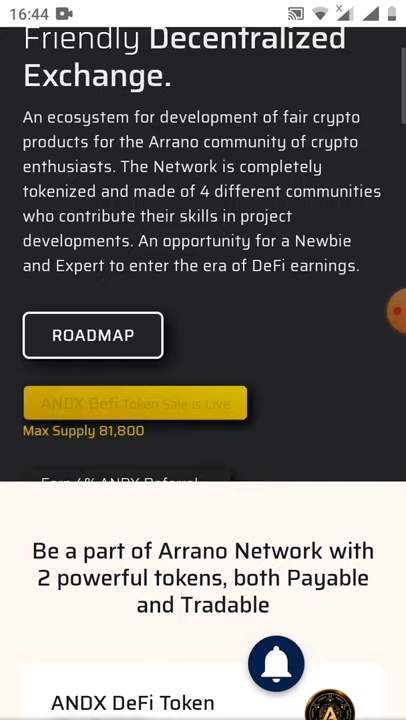 16:44
Friendly Decentralized
Exchange.
An ecosystem for development of fair crypto
products for the Arrano community of crypto
enthusiasts. The Network is completely
tokenized and made of 4 different communities
who contribute their skills in project
developments. An opportunity for a Newbie
and Expert to enter the era of DeFi earnings.
ROADMAP
ANDX Defi Token Sale is Live
Max Supply 81,800
Earn 4% ANDX Referral
Be a part of Arrano Network with
2 powerful tokens, both Payable
and Tradable
ANDX DeFi Token